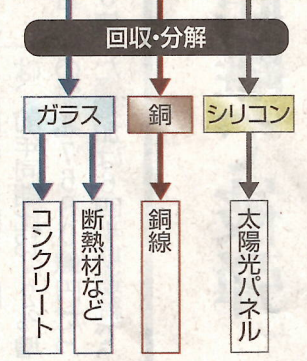 回収・分解
ガラス
銅
シリコン
コンクリート
断熱材など
銅線
太陽光パネル